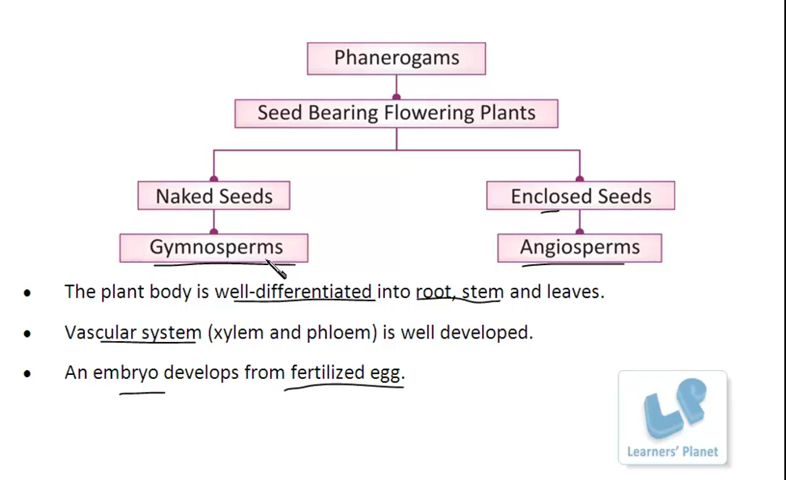 Phanerogams
Seed Bearing Flowering Plants
Naked Seeds
Enclosed Seeds
Gymnosperms
Angiosperms
• The plant body is well-differentiated into root, stem and leaves.
• Vascular system (xylem and phloem) is well developed.
• An embryo develops from fertilized egg.
LP
Learners' Planet